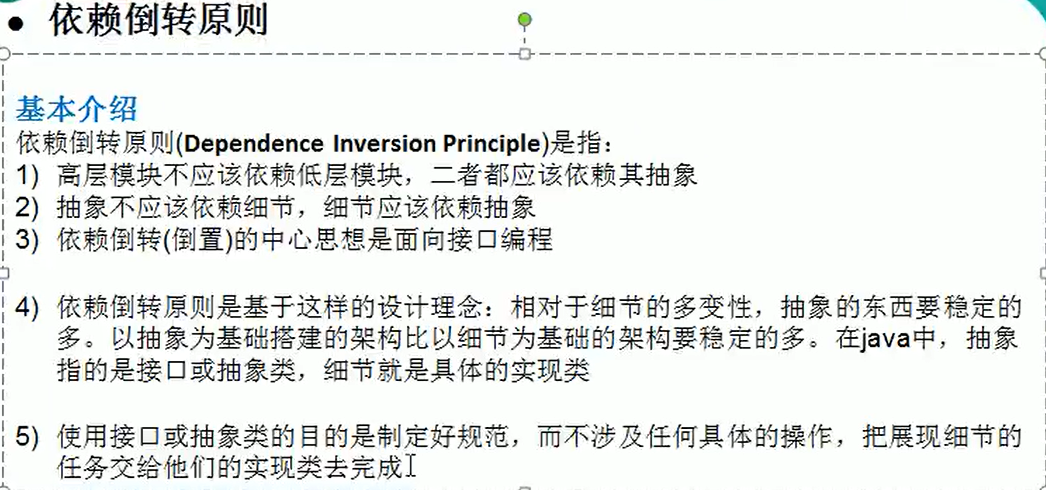 ● 依赖倒转原则
基本介绍
依赖倒转原则(Dependence Inversion Principle)是指：
1) 高层模块不应该依赖低层模块，二者都应该依赖其抽象
2) 抽象不应该依赖细节，细节应该依赖抽象
3) 依赖倒转(倒置)的中心思想是面向接口编程
4) 依赖倒转原则是基于这样的设计理念：相对于细节的多变性，抽象的东西要稳定的
多。以抽象为基础搭建的架构比以细节为基础的架构要稳定的多。在java中，抽象
指的是接口或抽象类，细节就是具体的实现类
5) 使用接口或抽象类的目的是制定好规范，而不涉及任何具体的操作，把展现细节的
任务交给他们的实现类去完成